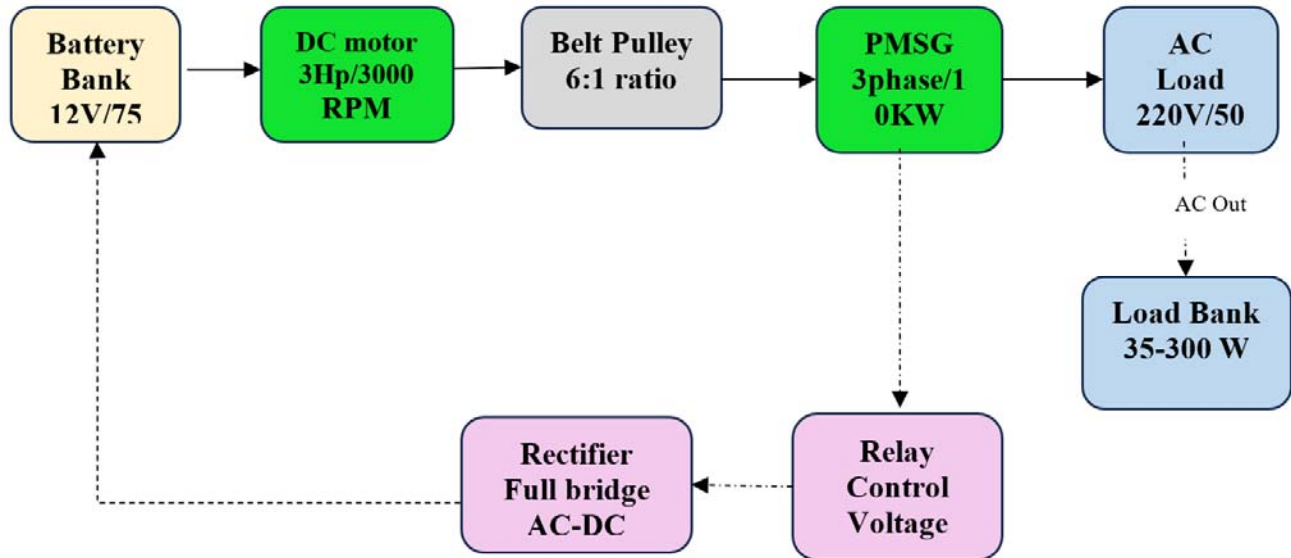 Battery
Bank
12V/75
DC motor
3Hp/3000
RPM
Belt Pulley
6:1 ratio
PMSG
3phase/1
0KW
AC
Load
220V/50
AC Out
Load Bank
35-300 W
Rectifier
Full bridge
AC-DC
Relay
Control
Voltage